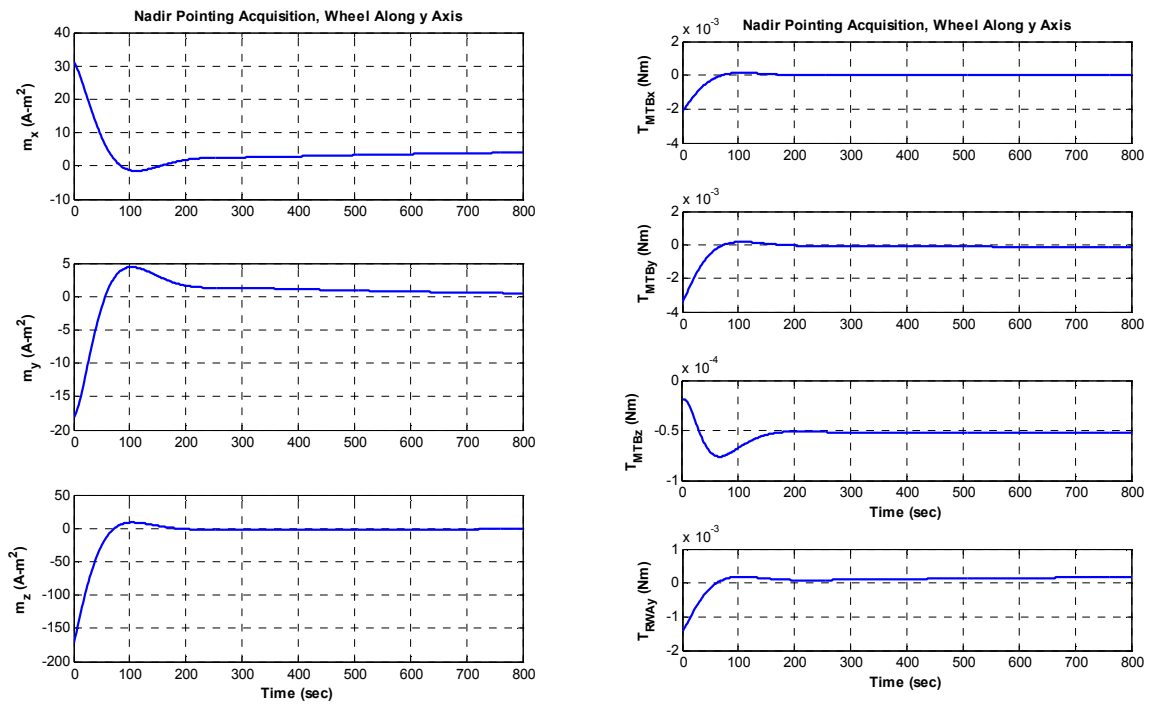 Nadir Pointing Acquisition, Wheel Along y Axis
40
30
20
10
0
-10
m_x (A-m²)
0 100 200 300 400 500 600 700 800
5
0
-5
-10
-15
-20
m_y (A-m²)
0 100 200 300 400 500 600 700 800
50
0
-50
-100
-150
-200
m_z (A-m²)
0 100 200 300 400 500 600 700 800
Time (sec)
x 10⁻³
Nadir Pointing Acquisition, Wheel Along y Axis
2
0
-2
-4
T_MTBx (Nm)
0 100 200 300 400 500 600 700 800
x 10⁻³
2
0
-2
-4
T_MTBy (Nm)
0 100 200 300 400 500 600 700 800
x 10⁻⁴
0
-0.5
-1
T_MTBz (Nm)
0 100 200 300 400 500 600 700 800
Time (sec)
x 10⁻³
1
0
-1
-2
T_RWAy (Nm)
0 100 200 300 400 500 600 700 800
Time (sec)